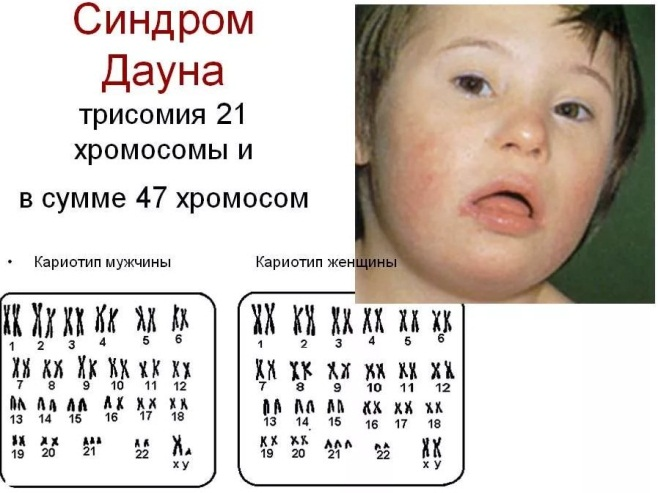 Синдром
Дауна
трисомия 21
хромосомы и
в сумме 47 хромосом
• Кариотип мужчины
Кариотип женщины
1 2 3 4 5 6
7 8 9 10 11 12
13 14 15 16 17 18
19 20 21 22 x y
1 2 3 4 5 6
7 8 9 10 11 12
13 14 15 16 17 18
19 20 21 22 x y